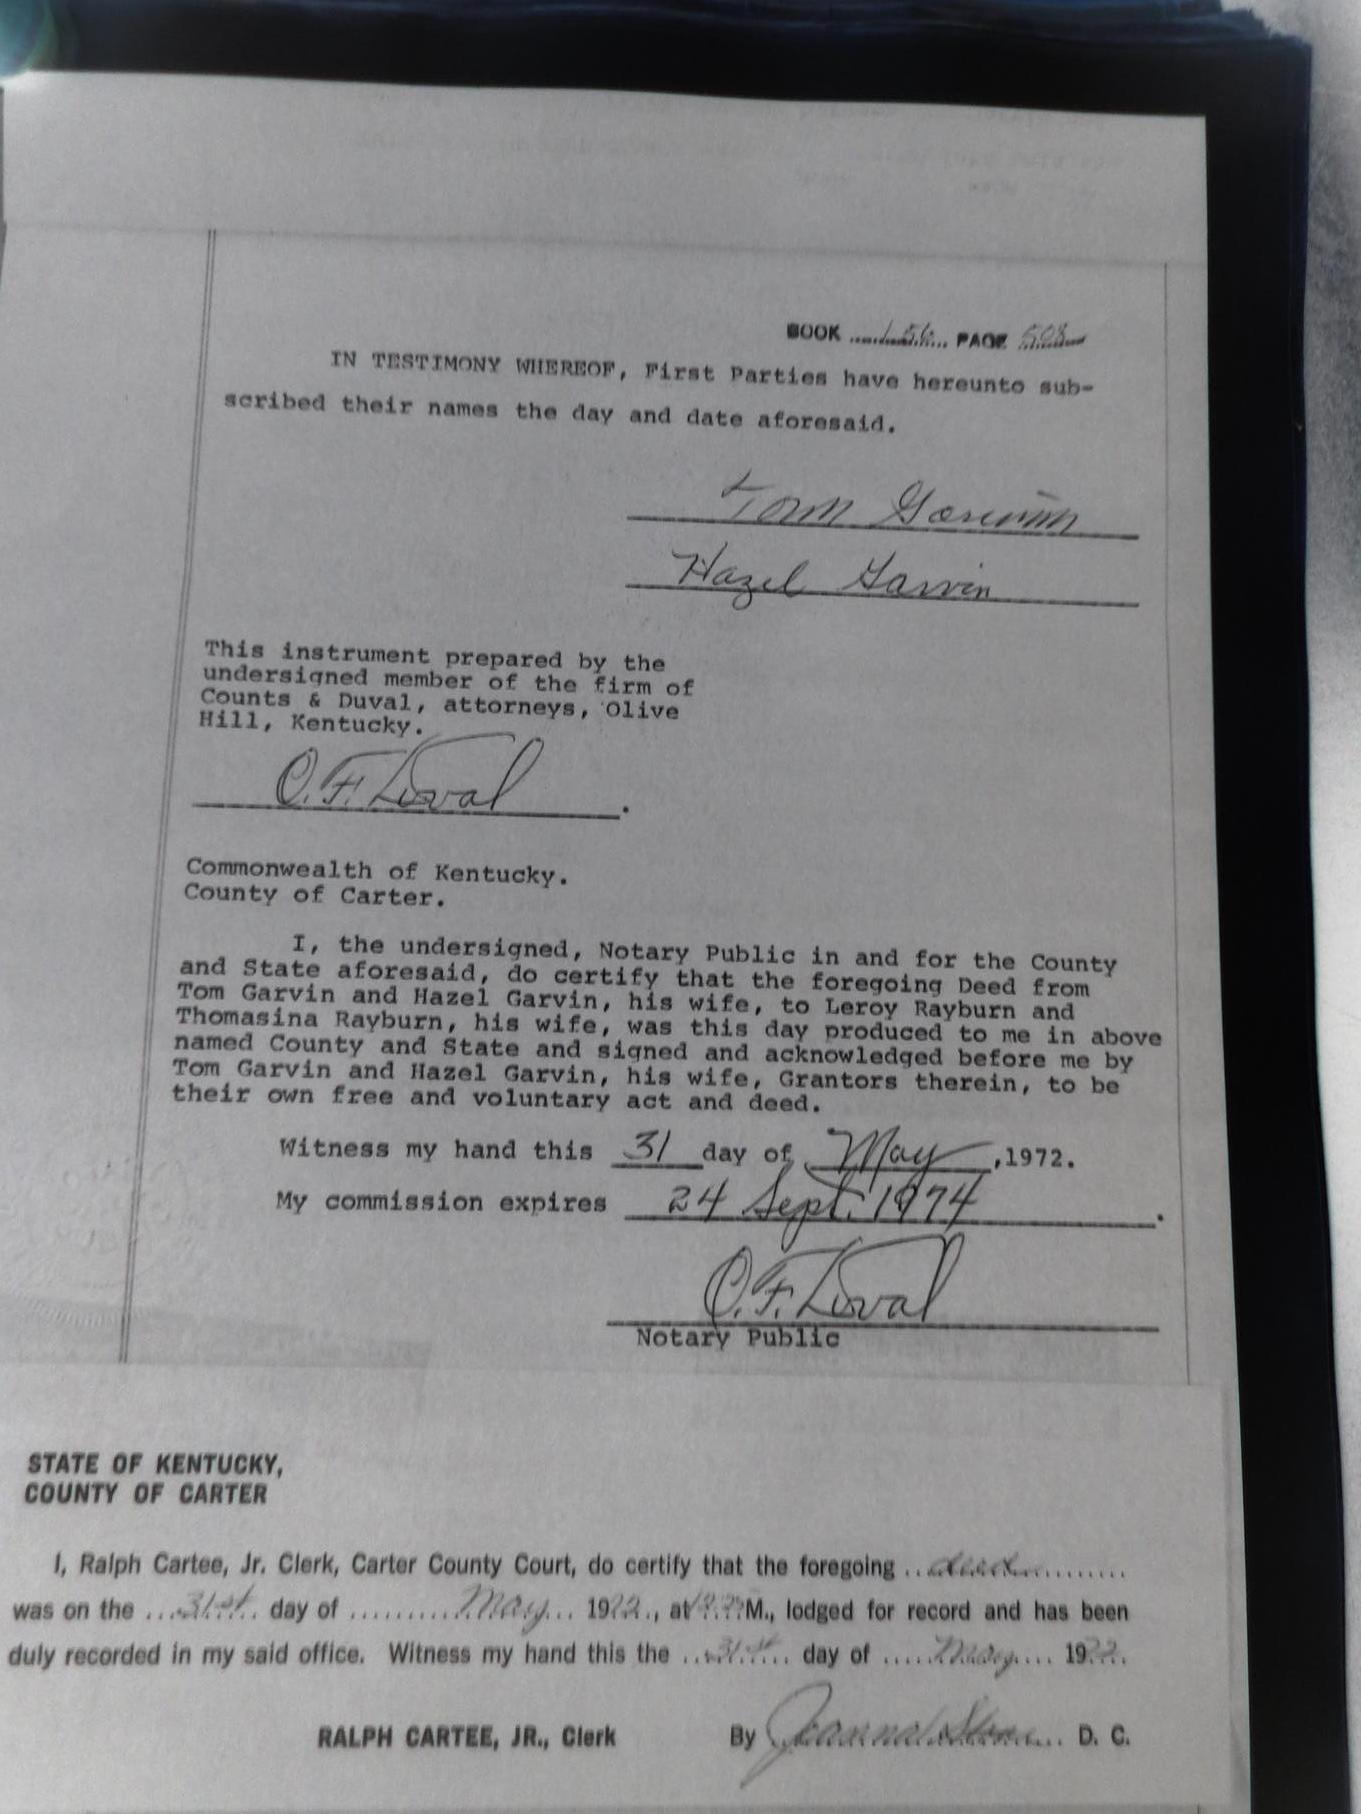 BOOK 156 PAGE 508
IN TESTIMONY WHEREOF, First Parties have hereunto sub-
scribed their names the day and date aforesaid.
Tom Garvin
Hazel Garvin
This instrument prepared by the
undersigned member of the firm of
Counts & Duval, attorneys, Olive
Hill, Kentucky.
O.F. Duval .
Commonwealth of Kentucky.
County of Carter.
I, the undersigned, Notary Public in and for the County
and State aforesaid, do certify that the foregoing Deed from
Tom Garvin and Hazel Garvin, his wife, to Leroy Rayburn and
Thomasina Rayburn, his wife, was this day produced to me in above
named County and State and signed and acknowledged before me by
Tom Garvin and Hazel Garvin, his wife, Grantors therein, to be
their own free and voluntary act and deed.
Witness my hand this 31 day of May ,1972.
My commission expires 24 Sept. 1974 .
O.F. Duval
Notary Public
STATE OF KENTUCKY,
COUNTY OF CARTER
I, Ralph Cartee, Jr. Clerk, Carter County Court, do certify that the foregoing ..deed..........
was on the ...31st.. day of .........May... 1972., at M., lodged for record and has been
duly recorded in my said office. Witness my hand this the ...31st.... day of .....May.... 1972.
RALPH CARTEE, JR., Clerk By D. C.